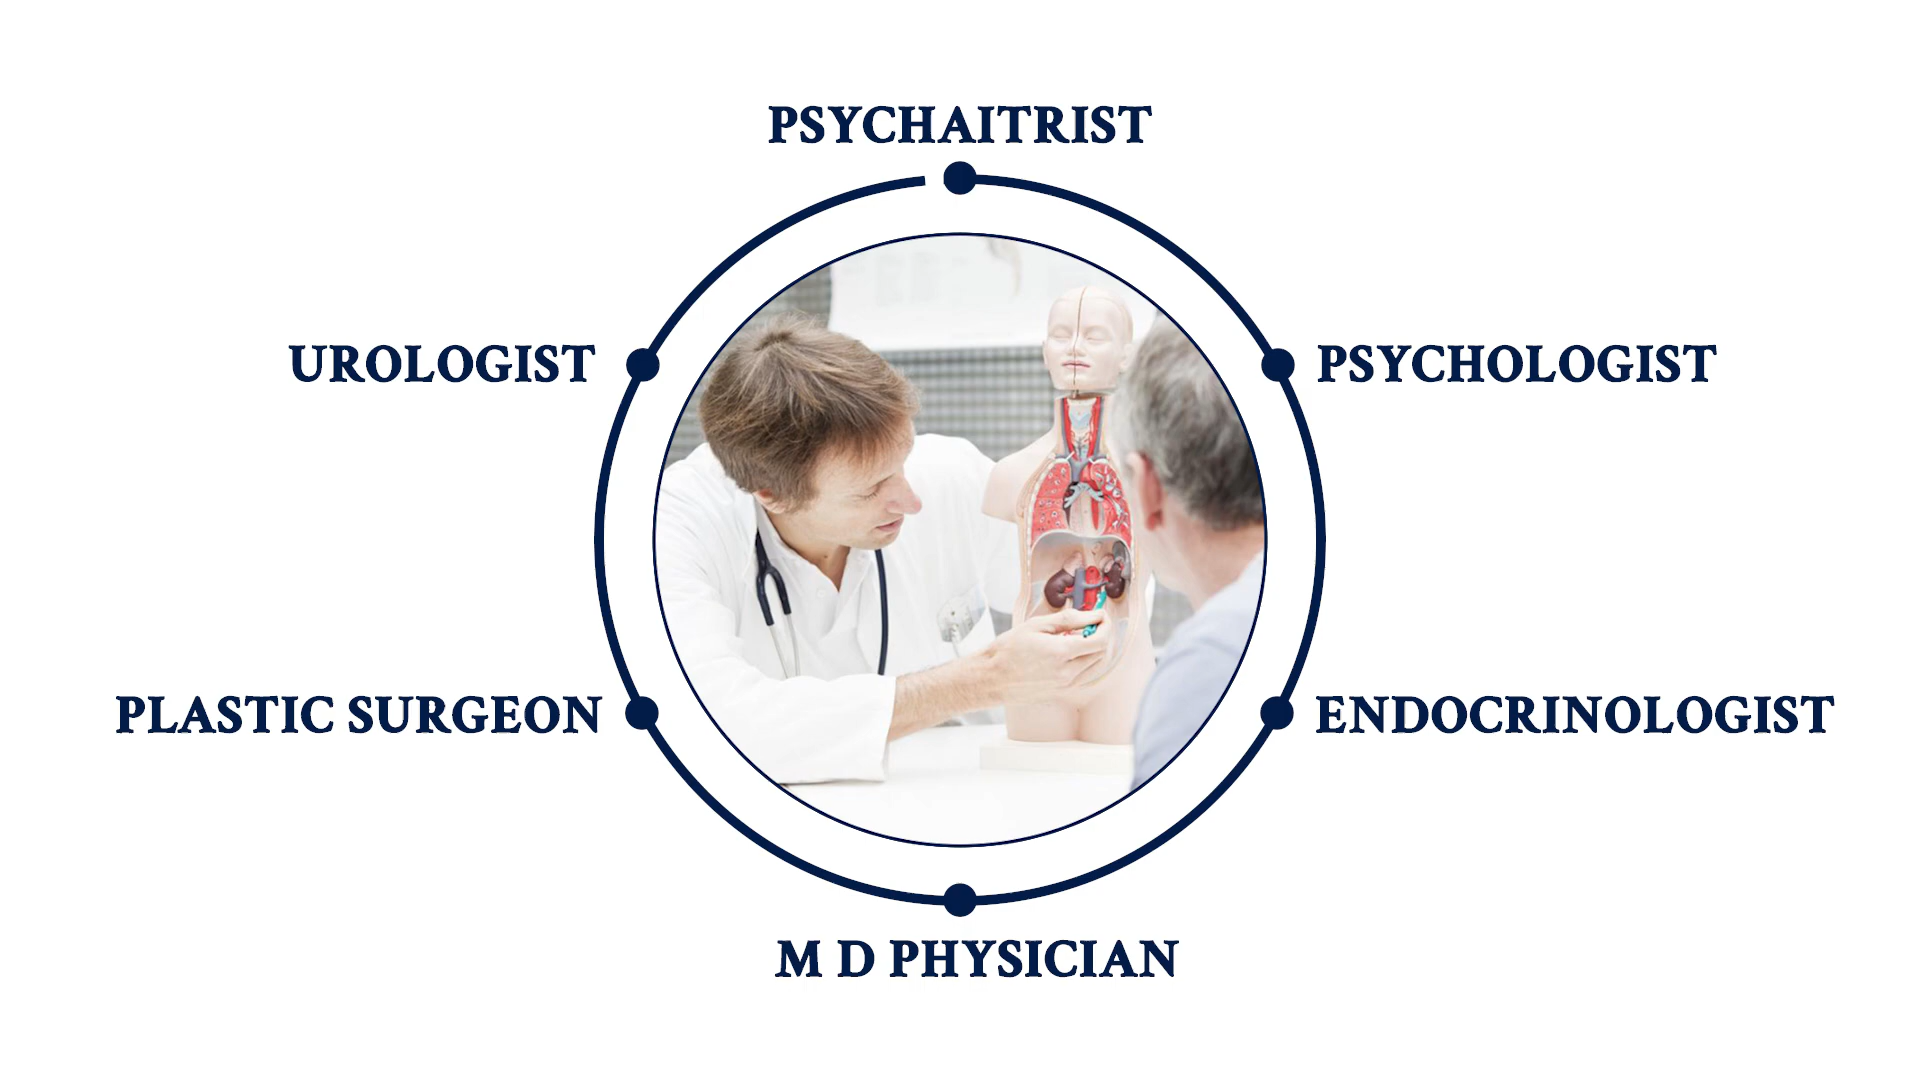 PSYCHAITRIST
UROLOGIST
PSYCHOLOGIST
PLASTIC SURGEON
ENDOCRINOLOGIST
M D PHYSICIAN